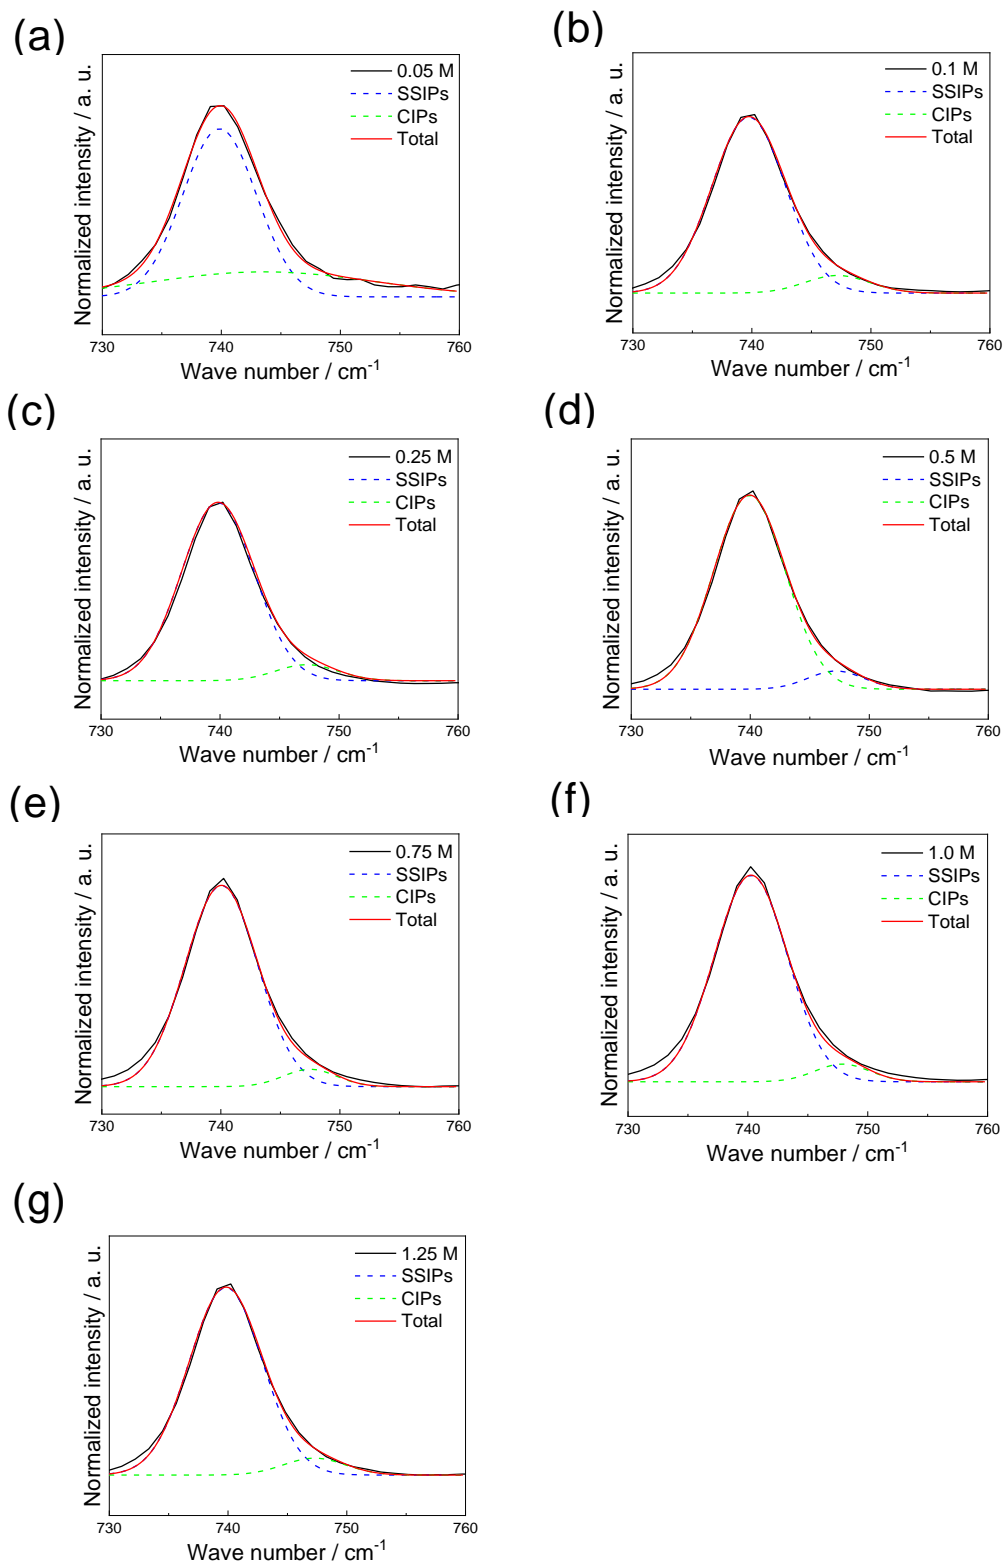 (a)
Normalized intensity / a. u.
0.05 M
SSIPs
CIPs
Total
730 740 750 760
Wave number / cm⁻¹
(b)
Normalized intensity / a. u.
0.1 M
SSIPs
CIPs
Total
730 740 750 760
Wave number / cm⁻¹
(c)
Normalized intensity / a. u.
0.25 M
SSIPs
CIPs
Total
730 740 750 760
Wave number / cm⁻¹
(d)
Normalized intensity / a. u.
0.5 M
SSIPs
CIPs
Total
730 740 750 760
Wave number / cm⁻¹
(e)
Normalized intensity / a. u.
0.75 M
SSIPs
CIPs
Total
730 740 750 760
Wave number / cm⁻¹
(f)
Normalized intensity / a. u.
1.0 M
SSIPs
CIPs
Total
730 740 750 760
Wave number / cm⁻¹
(g)
Normalized intensity / a. u.
1.25 M
SSIPs
CIPs
Total
730 740 750 760
Wave number / cm⁻¹